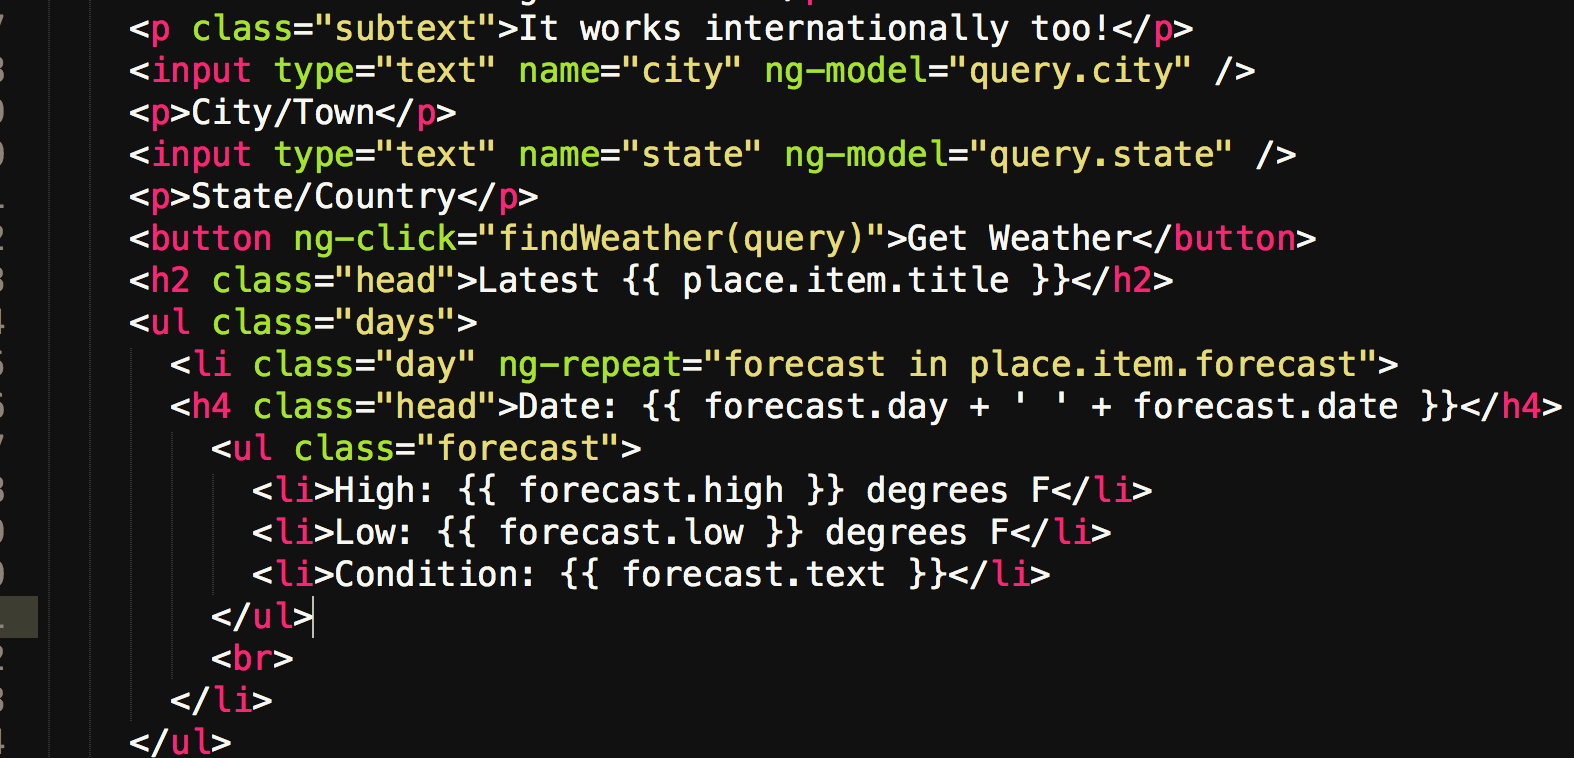 <p class="subtext">It works internationally too!</p>
<input type="text" name="city" ng-model="query.city" />
<p>City/Town</p>
<input type="text" name="state" ng-model="query.state" />
<p>State/Country</p>
<button ng-click="findWeather(query)">Get Weather</button>
<h2 class="head">Latest {{ place.item.title }}</h2>
<ul class="days">
<li class="day" ng-repeat="forecast in place.item.forecast">
<h4 class="head">Date: {{ forecast.day + ' ' + forecast.date }}</h4>
<ul class="forecast">
<li>High: {{ forecast.high }} degrees F</li>
<li>Low: {{ forecast.low }} degrees F</li>
<li>Condition: {{ forecast.text }}</li>
</ul>
<br>
</li>
</ul>